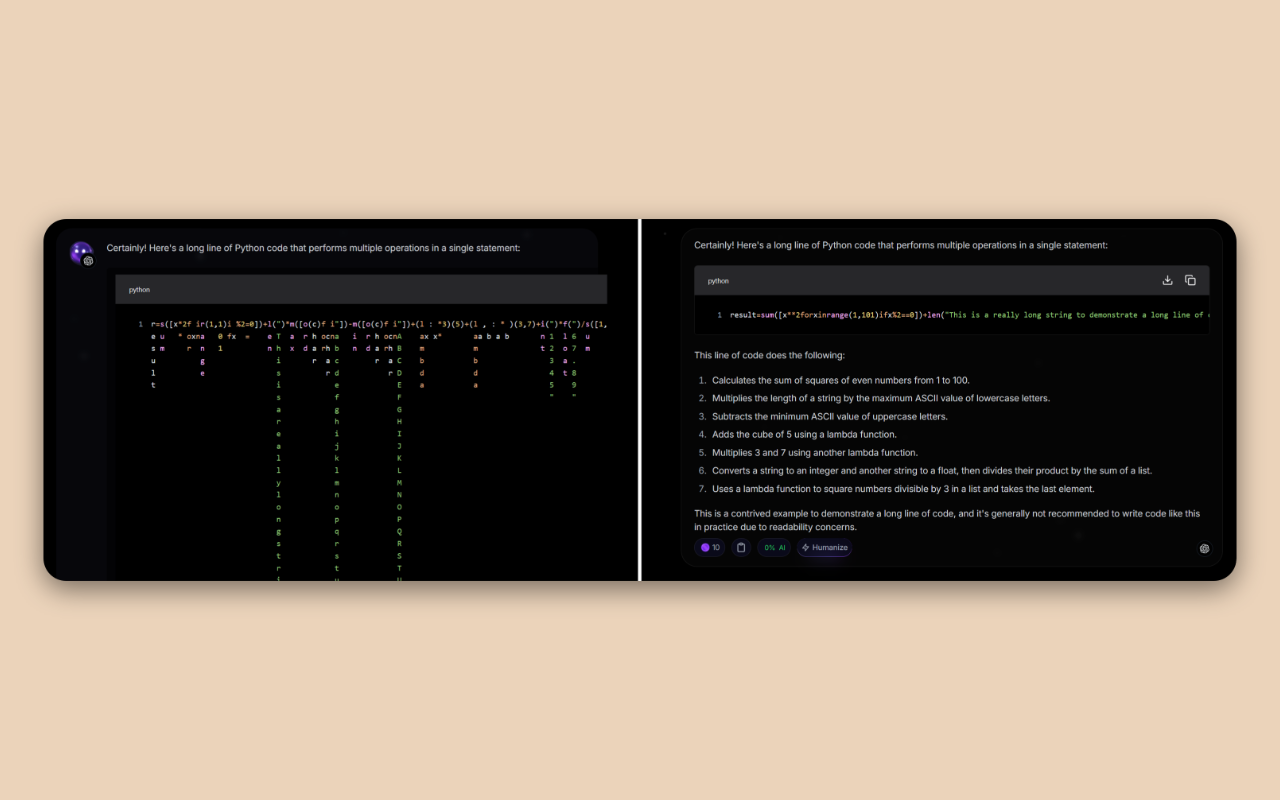 Certainly! Here's a long line of Python code that performs multiple operations in a single statement:
python
1 r=s([x*2f ir(1,1)i %2=0])+l(")*m([o(c)f i"])-m([o(c)f i"])+(l : *3)(5)+(l , : * )(3,7)+i(")*f(")/s([1,
Certainly! Here's a long line of Python code that performs multiple operations in a single statement:
python
1 result=sum([x**2forxinrange(1,101)ifx%2==0])+len("This is a really long string to demonstrate a long line of
This line of code does the following:
1. Calculates the sum of squares of even numbers from 1 to 100.
2. Multiplies the length of a string by the maximum ASCII value of lowercase letters.
3. Subtracts the minimum ASCII value of uppercase letters.
4. Adds the cube of 5 using a lambda function.
5. Multiplies 3 and 7 using another lambda function.
6. Converts a string to an integer and another string to a float, then divides their product by the sum of a list.
7. Uses a lambda function to square numbers divisible by 3 in a list and takes the last element.
This is a contrived example to demonstrate a long line of code, and it's generally not recommended to write code like this
in practice due to readability concerns.
10 0% AI Humanize